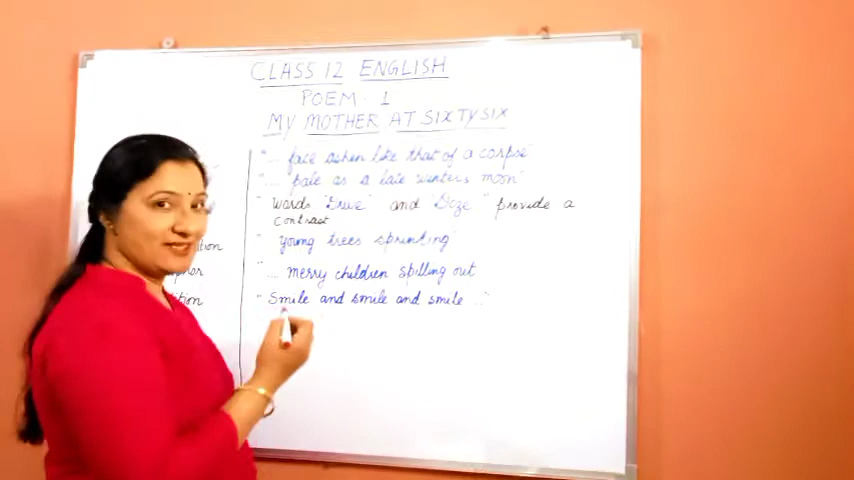 CLASS 12 ENGLISH
POEM - 1
MY MOTHER AT SIXTY SIX
"... face ashen like that of a corpse"
"... pale as a late winter's moon"
" words "Drive" and "Doze" provide a
contrast
" young trees sprinting"
"... merry children spilling out
" Smile and smile and smile ..."